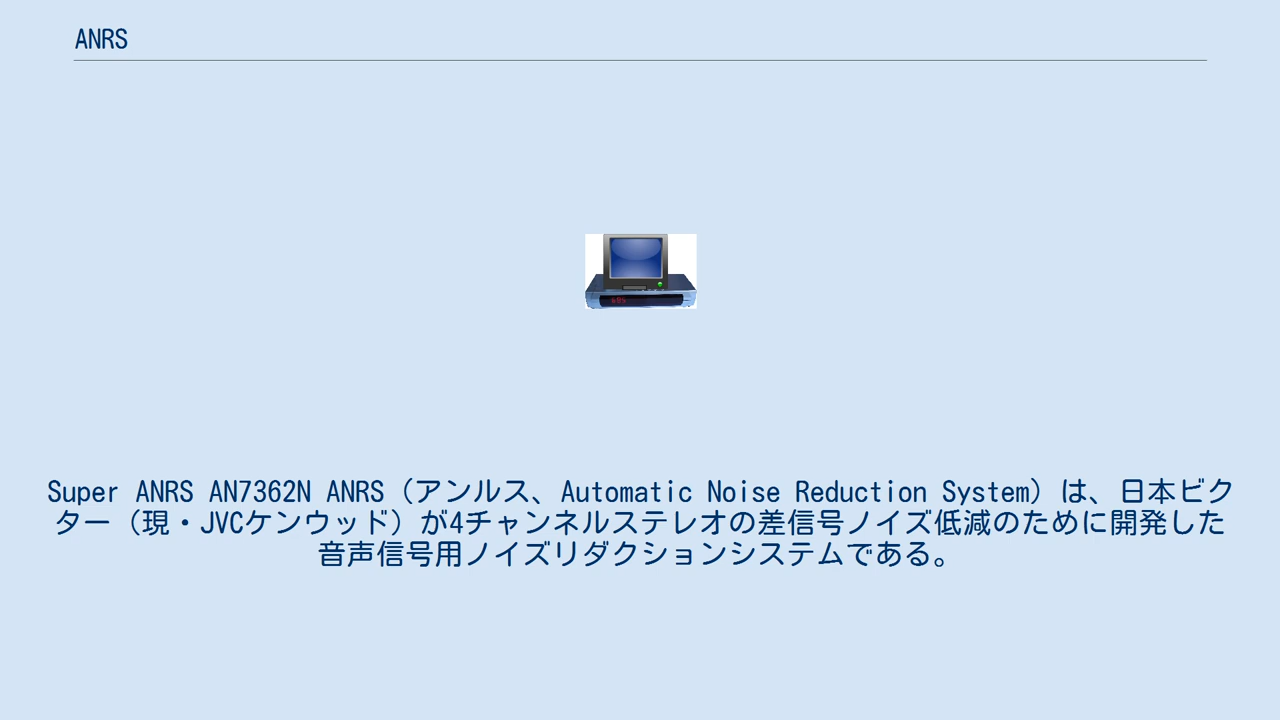 ANRS
685
Super ANRS AN7362N ANRS（アンルス、Automatic Noise Reduction System）は、日本ビク
ター（現・JVCケンウッド）が4チャンネルステレオの差信号ノイズ低減のために開発した
音声信号用ノイズリダクションシステムである。